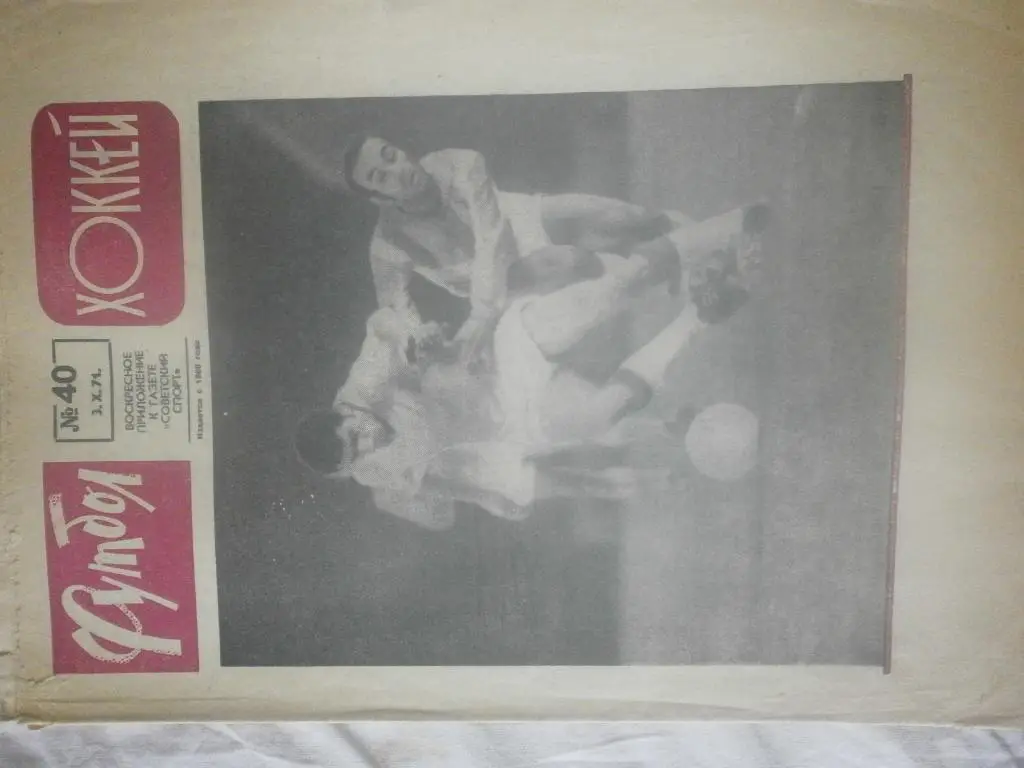 Футбол
№ 40
3.X.71.
ВОСКРЕСНОЕ
ПРИЛОЖЕНИЕ
К ГАЗЕТЕ
«СОВЕТСКИЙ
СПОРТ»
Издается с 1960 года
ХОККЕЙ